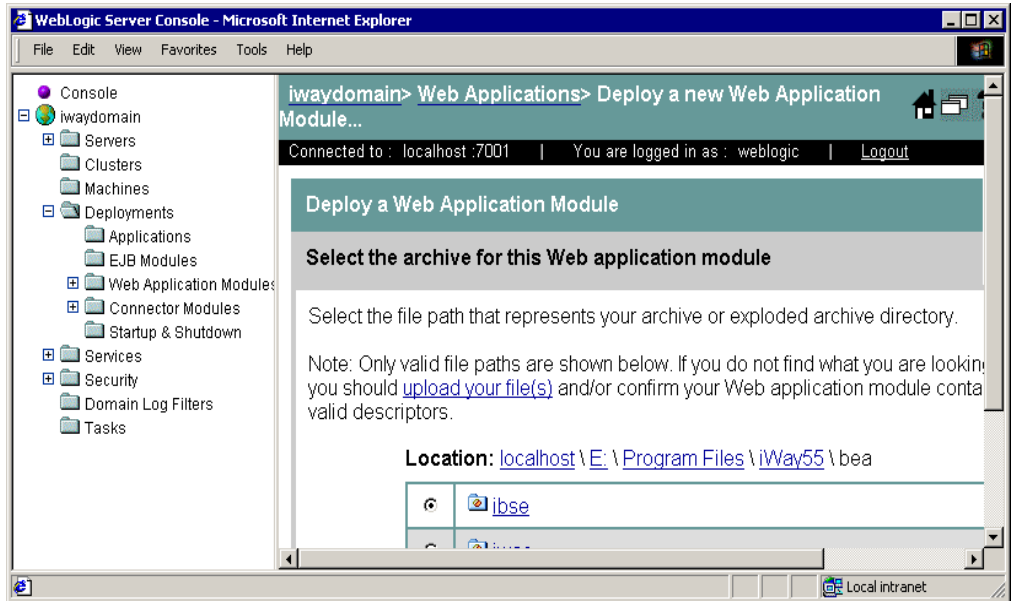 WebLogic Server Console - Microsoft Internet Explorer
File Edit View Favorites Tools Help
Console
iwaydomain
Servers
Clusters
Machines
Deployments
Applications
EJB Modules
Web Application Modules
Connector Modules
Startup & Shutdown
Services
Security
Domain Log Filters
Tasks
iwaydomain> Web Applications> Deploy a new Web Application
Module...
Connected to : localhost :7001 | You are logged in as : weblogic | Logout
Deploy a Web Application Module
Select the archive for this Web application module
Select the file path that represents your archive or exploded archive directory.
Note: Only valid file paths are shown below. If you do not find what you are looking
you should upload your file(s) and/or confirm your Web application module conta
valid descriptors.
Location: localhost \ E: \ Program Files \ iWay55 \ bea
ibse
Local intranet